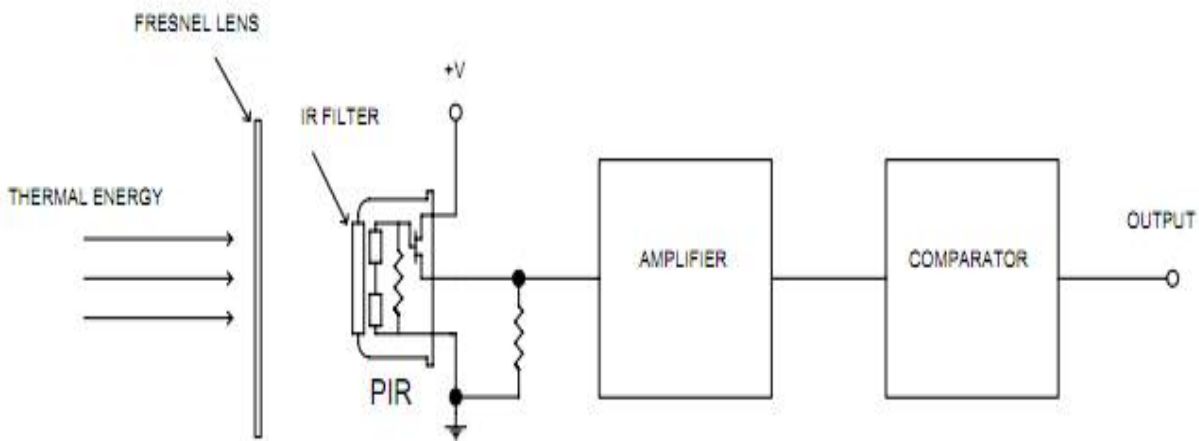 FRESNEL LENS
+V
IR FILTER
THERMAL ENERGY
OUTPUT
AMPLIFIER
COMPARATOR
PIR